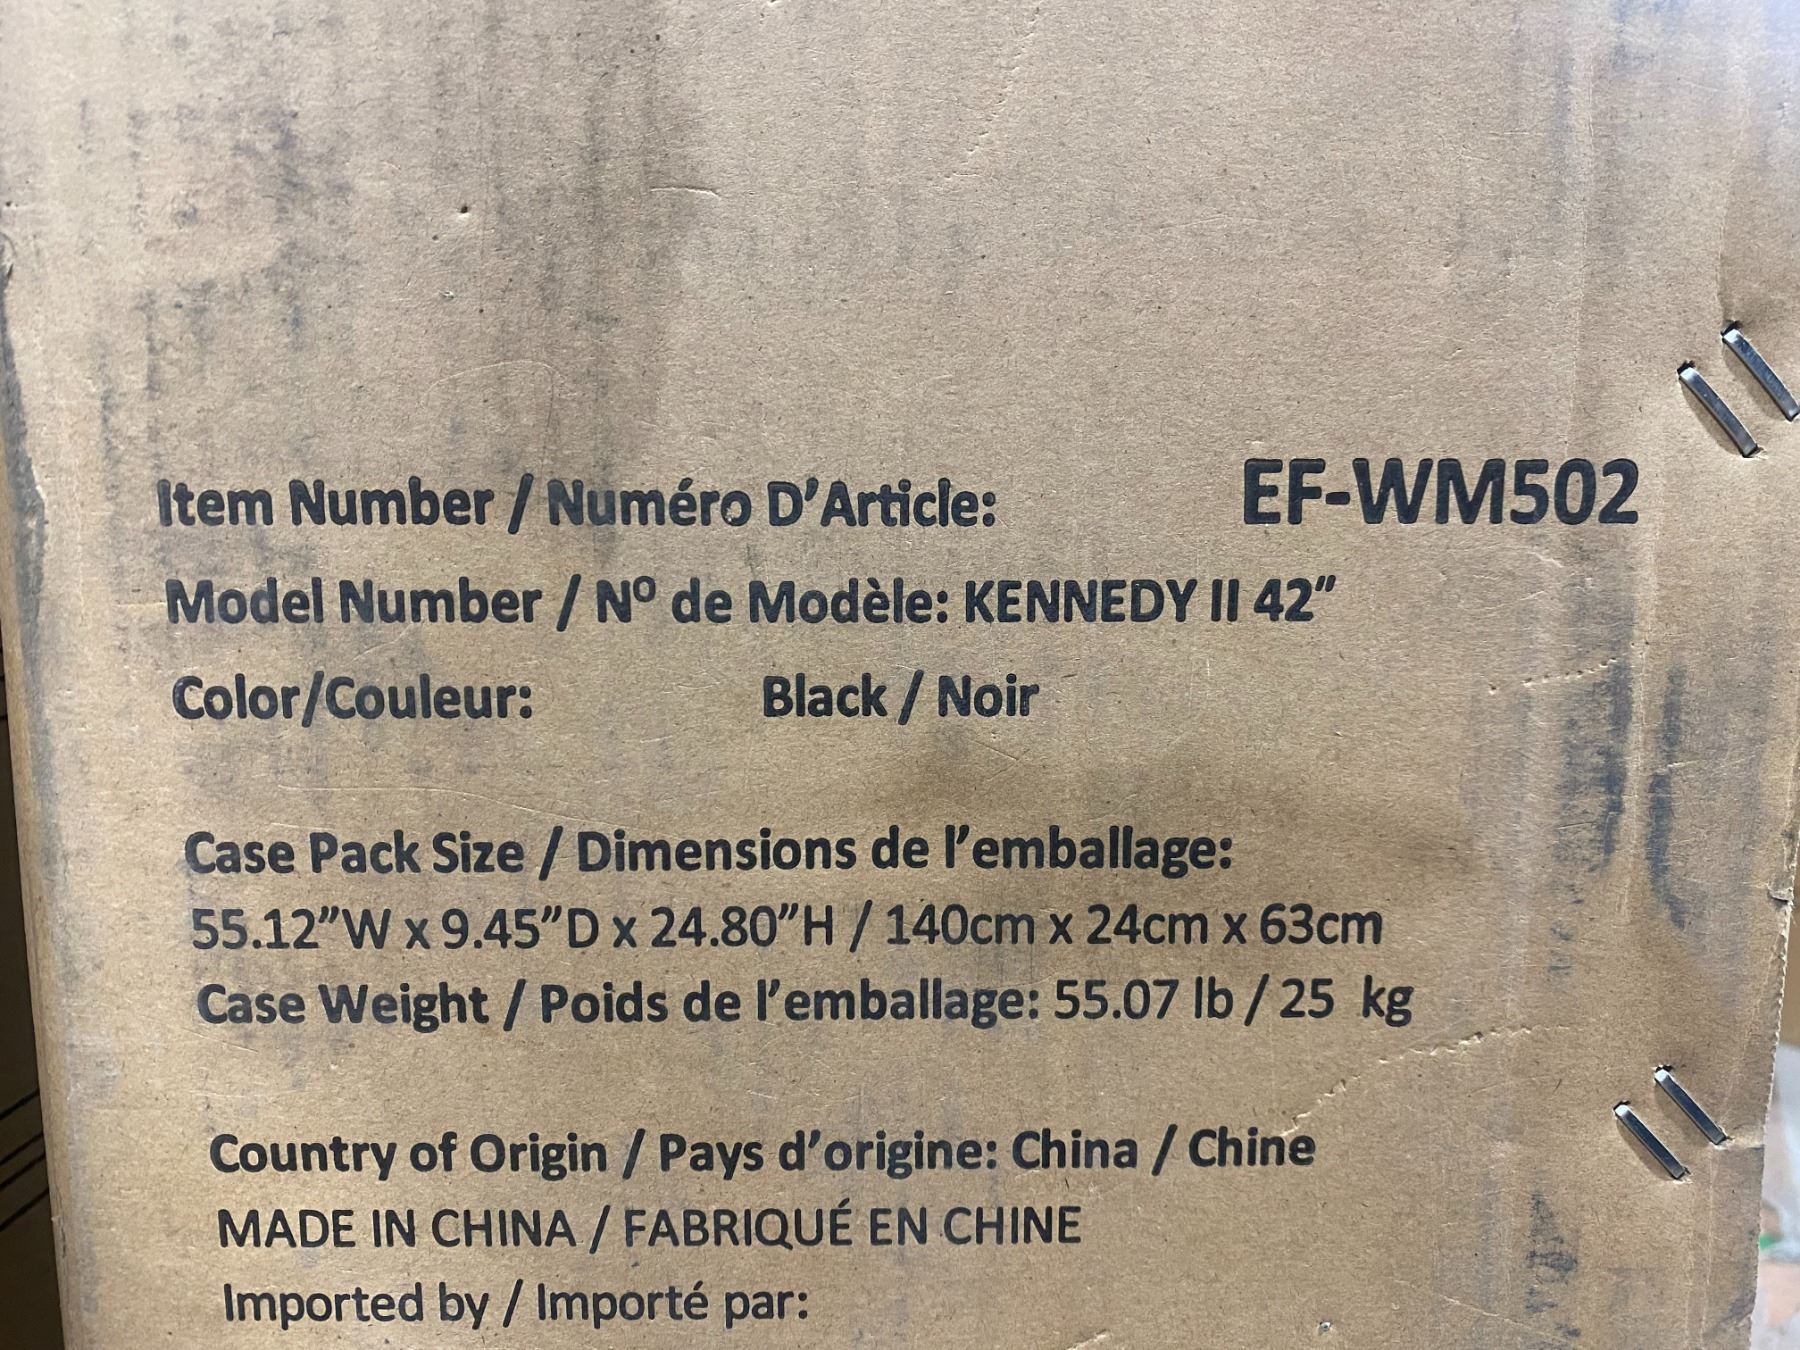 Item Number / Numéro D’Article: EF-WM502
Model Number / Nº de Modèle: KENNEDY II 42”
Color/Couleur: Black / Noir
Case Pack Size / Dimensions de l’emballage:
55.12”W x 9.45”D x 24.80”H / 140cm x 24cm x 63cm
Case Weight / Poids de l’emballage: 55.07 lb / 25 kg
Country of Origin / Pays d’origine: China / Chine
MADE IN CHINA / FABRIQUÉ EN CHINE
Imported by / Importé par: